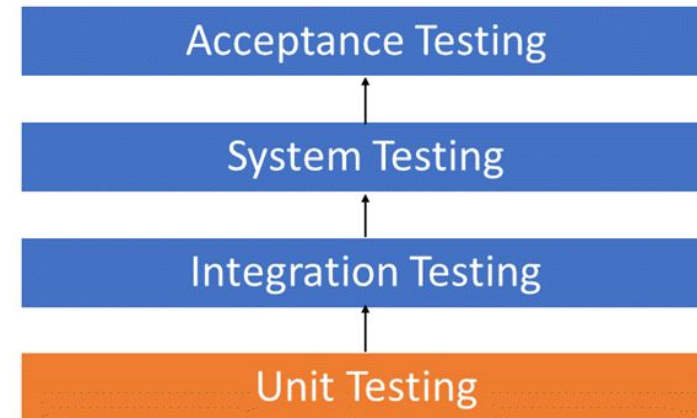 Acceptance Testing
System Testing
Integration Testing
Unit Testing